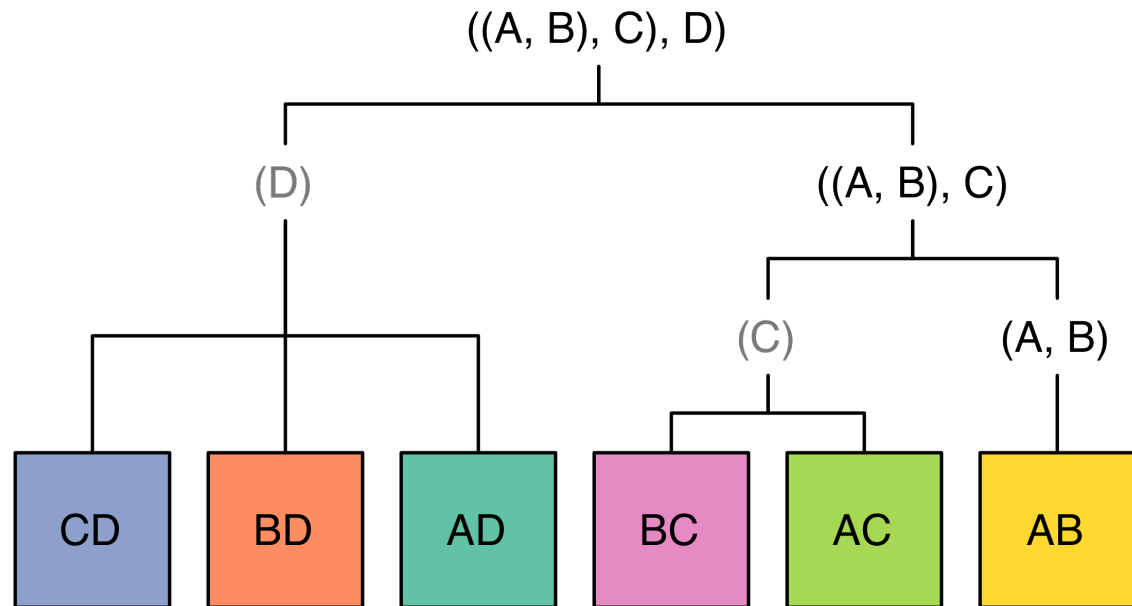 ((A, B), C), D)
(D)
((A, B), C)
(C)
(A, B)
CD
BD
AD
BC
AC
AB